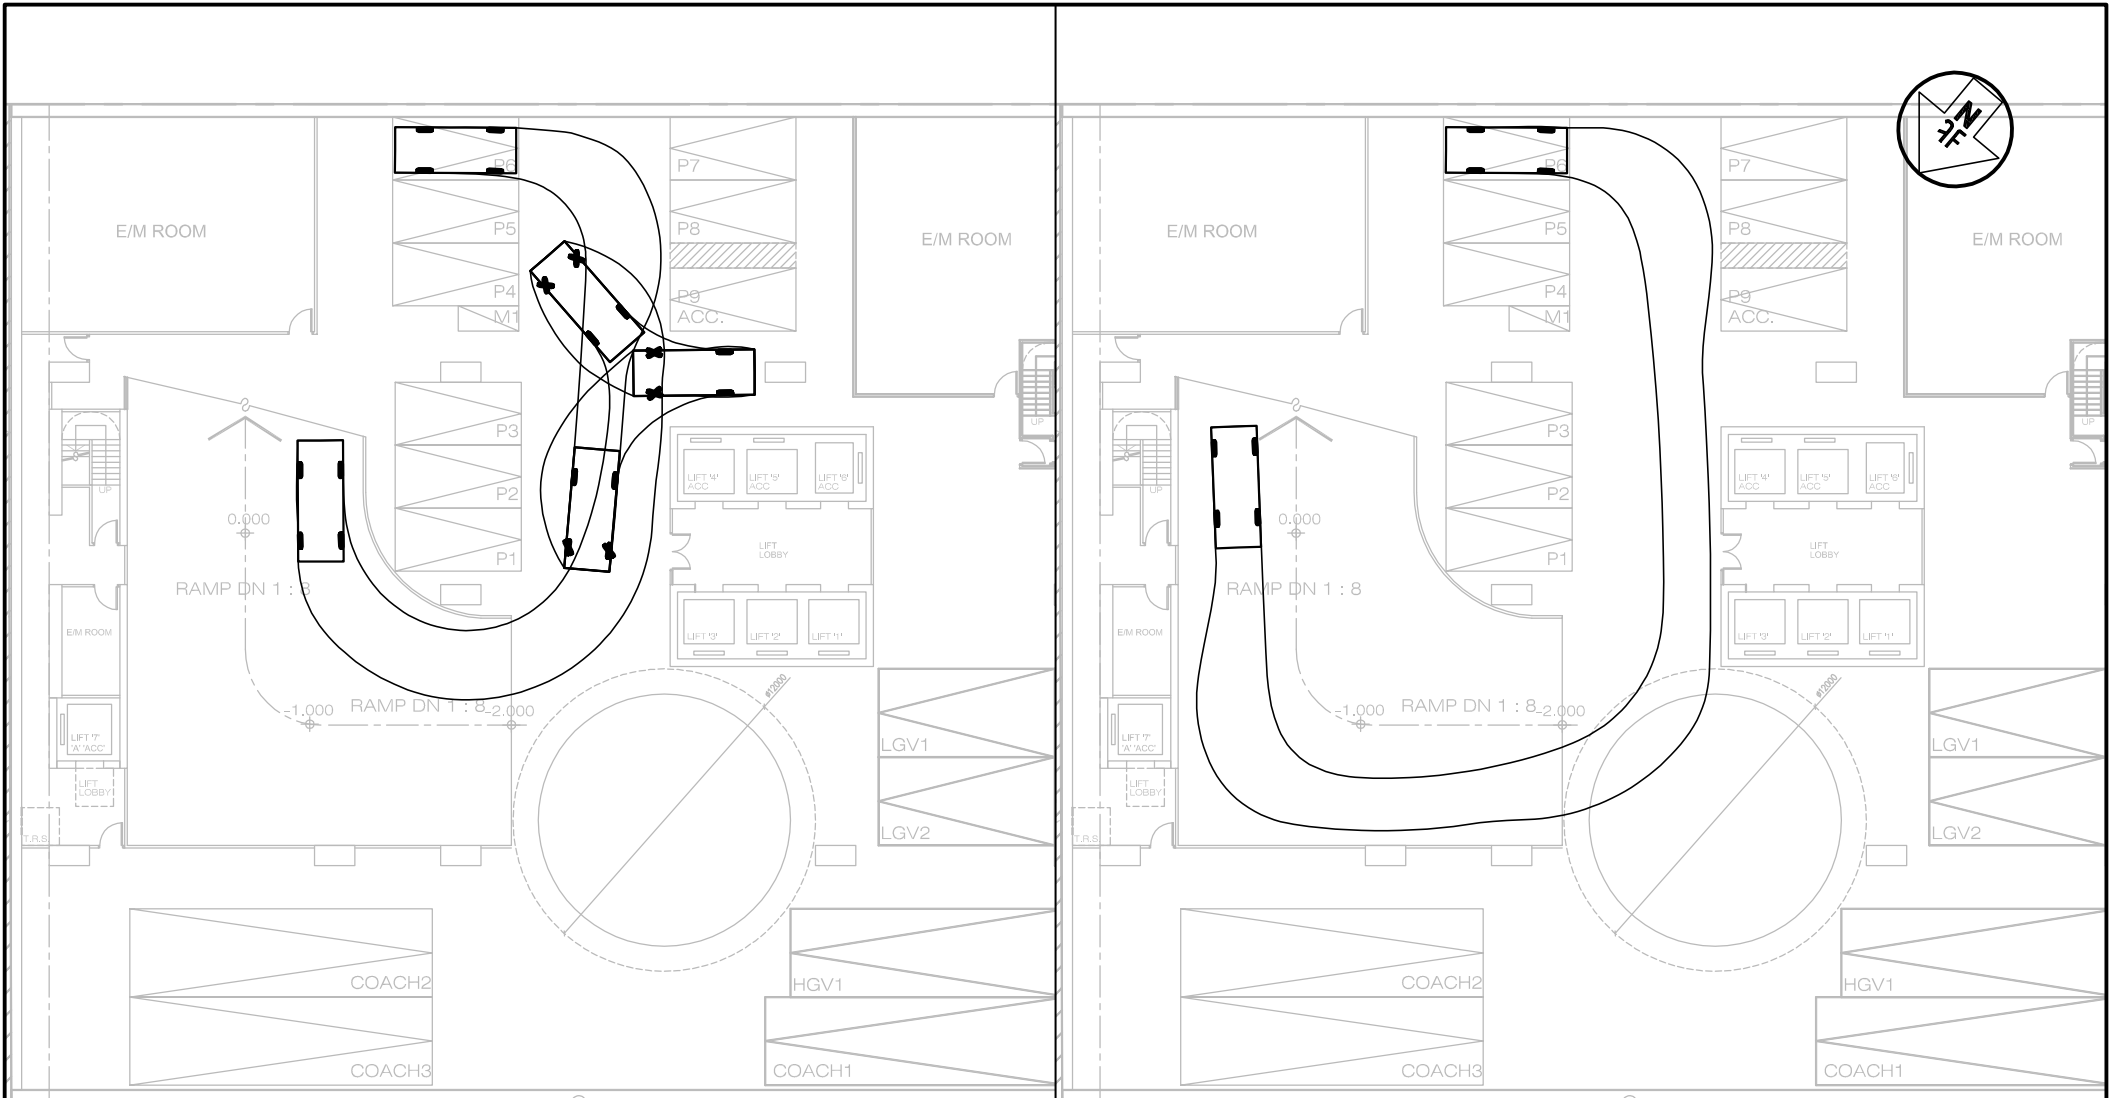 N
P6
P7
P6
P7
E/M ROOM
P5
P8
E/M ROOM
E/M ROOM
P5
P8
E/M ROOM
P4
P9
P4
P9
M1
ACC.
M1
ACC.
UP
UP
P3
P3
LIFT '4'
ACC
LIFT '5'
ACC
LIFT '6'
ACC
LIFT '4'
ACC
LIFT '5'
ACC
LIFT '6'
ACC
UP
P2
UP
P2
0.000
0.000
LIFT
LOBBY
LIFT
LOBBY
P1
P1
RAMP DN 1 : 8
RAMP DN 1 : 8
E/M ROOM
LIFT '3'
LIFT '2'
LIFT '1'
E/M ROOM
LIFT '3'
LIFT '2'
LIFT '1'
ø12000
ø12000
RAMP DN 1 : 8
RAMP DN 1 : 8
-1.000
-2.000
-1.000
-2.000
LIFT '7'
'A' 'ACC'
LGV1
LIFT '7'
'A' 'ACC'
LGV1
LIFT
LOBBY
LIFT
LOBBY
T.R.S
LGV2
T.R.S
LGV2
COACH2
HGV1
COACH2
HGV1
COACH3
COACH1
COACH3
COACH1